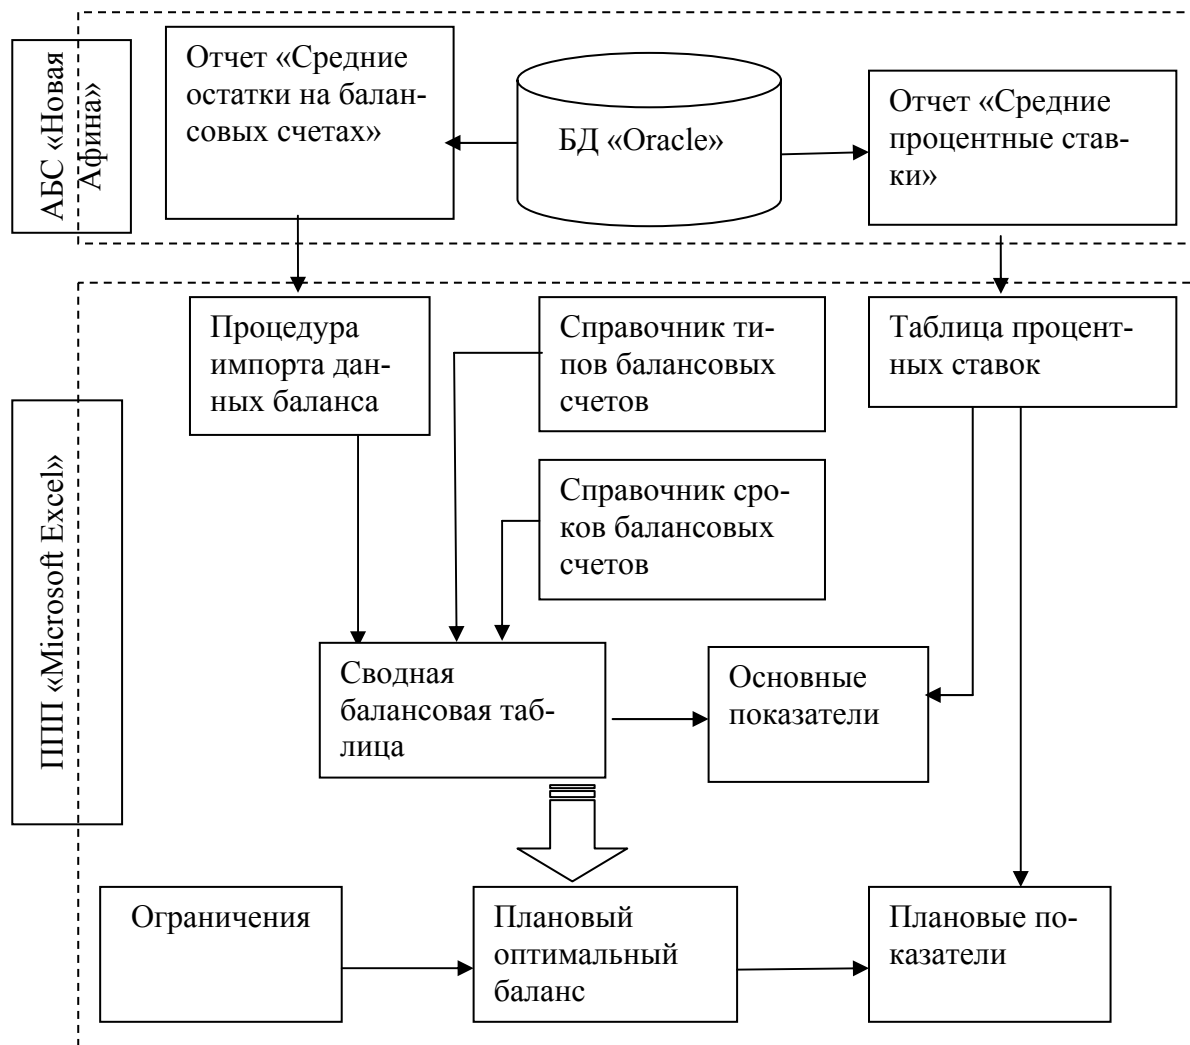 АБС «Новая
Афина»
Отчет «Средние
остатки на балан-
совых счетах»
БД «Oracle»
Отчет «Средние
процентные став-
ки»
ППП «Microsoft Excel»
Процедура
импорта дан-
ных баланса
Справочник ти-
пов балансовых
счетов
Таблица процент-
ных ставок
Справочник сро-
ков балансовых
счетов
Сводная
балансовая таб-
лица
Основные
показатели
Ограничения
Плановый
оптимальный
баланс
Плановые по-
казатели